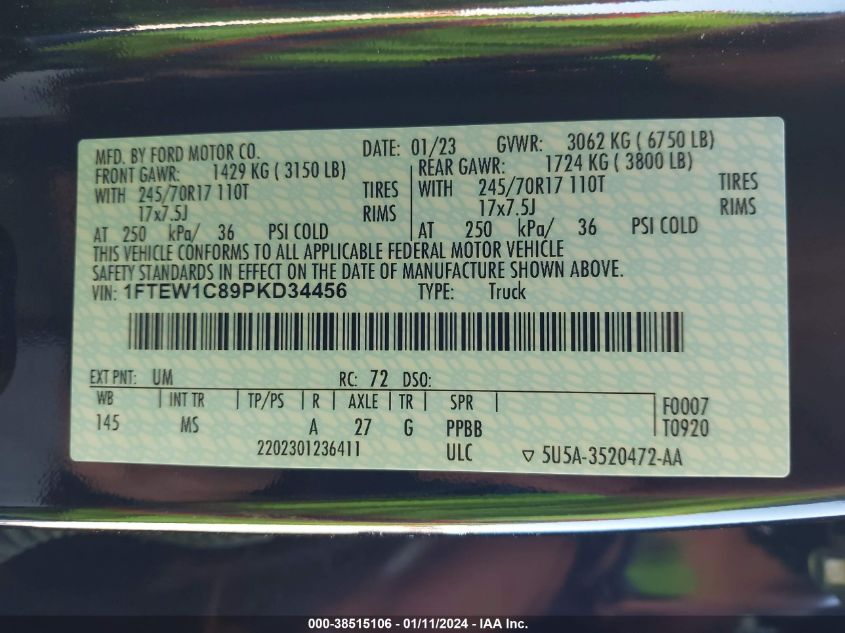 MFD. BY FORD MOTOR CO. DATE: 01/23 GVWR: 3062 KG ( 6750 LB)
FRONT GAWR: 1429 KG ( 3150 LB) REAR GAWR: 1724 KG ( 3800 LB)
WITH 245/70R17 110T TIRES WITH 245/70R17 110T TIRES
17x7.5J RIMS 17x7.5J RIMS
AT 250 kPa/ 36 PSI COLD AT 250 kPa/ 36 PSI COLD
THIS VEHICLE CONFORMS TO ALL APPLICABLE FEDERAL MOTOR VEHICLE
SAFETY STANDARDS IN EFFECT ON THE DATE OF MANUFACTURE SHOWN ABOVE.
VIN: 1FTEW1C89PKD34456 TYPE: Truck
EXT PNT: UM RC: 72 DSO:
WB | INT TR | TP/PS | R | AXLE | TR | SPR | F0007
145 MS A 27 G PPBB T0920
2202301236411 ULC ▽ 5U5A-3520472-AA
000-38515106 - 01/11/2024 - IAA Inc.